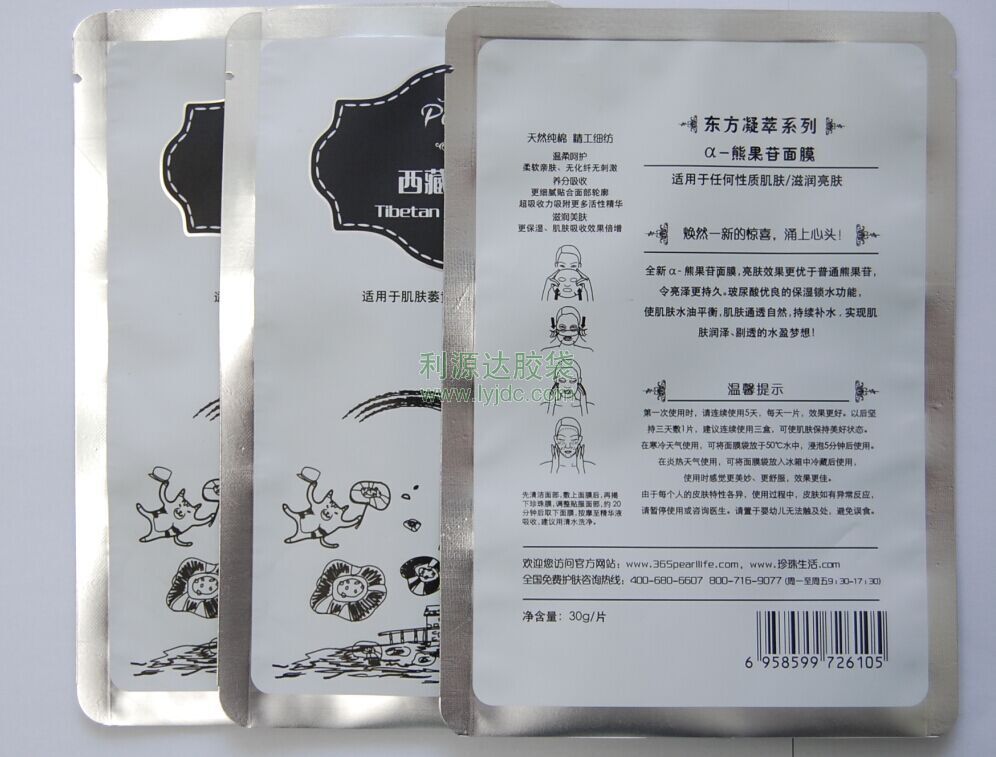 西藏
Tibetan
适用于肌肤萎
利源达胶袋
www.lyjdc.com
天然纯棉 精工细纺
温柔呵护
柔软亲肤、无化纤无刺激
养分吸收
更细腻贴合面部轮廓
超吸收力吸附更多活性精华
滋润美肤
更保湿、肌肤吸收效果倍增
先清洁面部,敷上面膜后,再揭
下珍珠膜,调整贴服面部,约20
分钟后取下面膜,按摩至精华液
吸收,建议用清水洗净。
东方凝萃系列
α-熊果苷面膜
适用于任何性质肌肤/滋润亮肤
焕然一新的惊喜，涌上心头！
全新α-熊果苷面膜,亮肤效果更优于普通熊果苷,
令亮泽更持久。玻尿酸优良的保湿锁水功能,
使肌肤水油平衡,肌肤通透自然,持续补水，实现肌
肤润泽、剔透的水盈梦想！
温馨提示
第一次使用时，请连续使用5天，每天一片，效果更好。以后坚
持三天敷1片，建议连续使用三盒，可使肌肤保持美好状态。
在寒冷天气使用，可将面膜袋放于50℃水中，浸泡5分钟后使用。
在炎热天气使用，可将面膜袋放入冰箱中冷藏后使用，
使用时感觉更美妙、更舒服，效果更佳。
由于每个人的皮肤特性各异，使用过程中，皮肤如有异常反应，
请暂停使用或咨询医生。请置于婴幼儿无法触及处，避免误食。
欢迎您访问官方网站：www.365pearllife.com，www.珍珠生活.com
全国免费护肤咨询热线：400-680-6607 800-716-9077 (周一至周五9:30-17:30)
净含量：30g/片
6 958599 726105